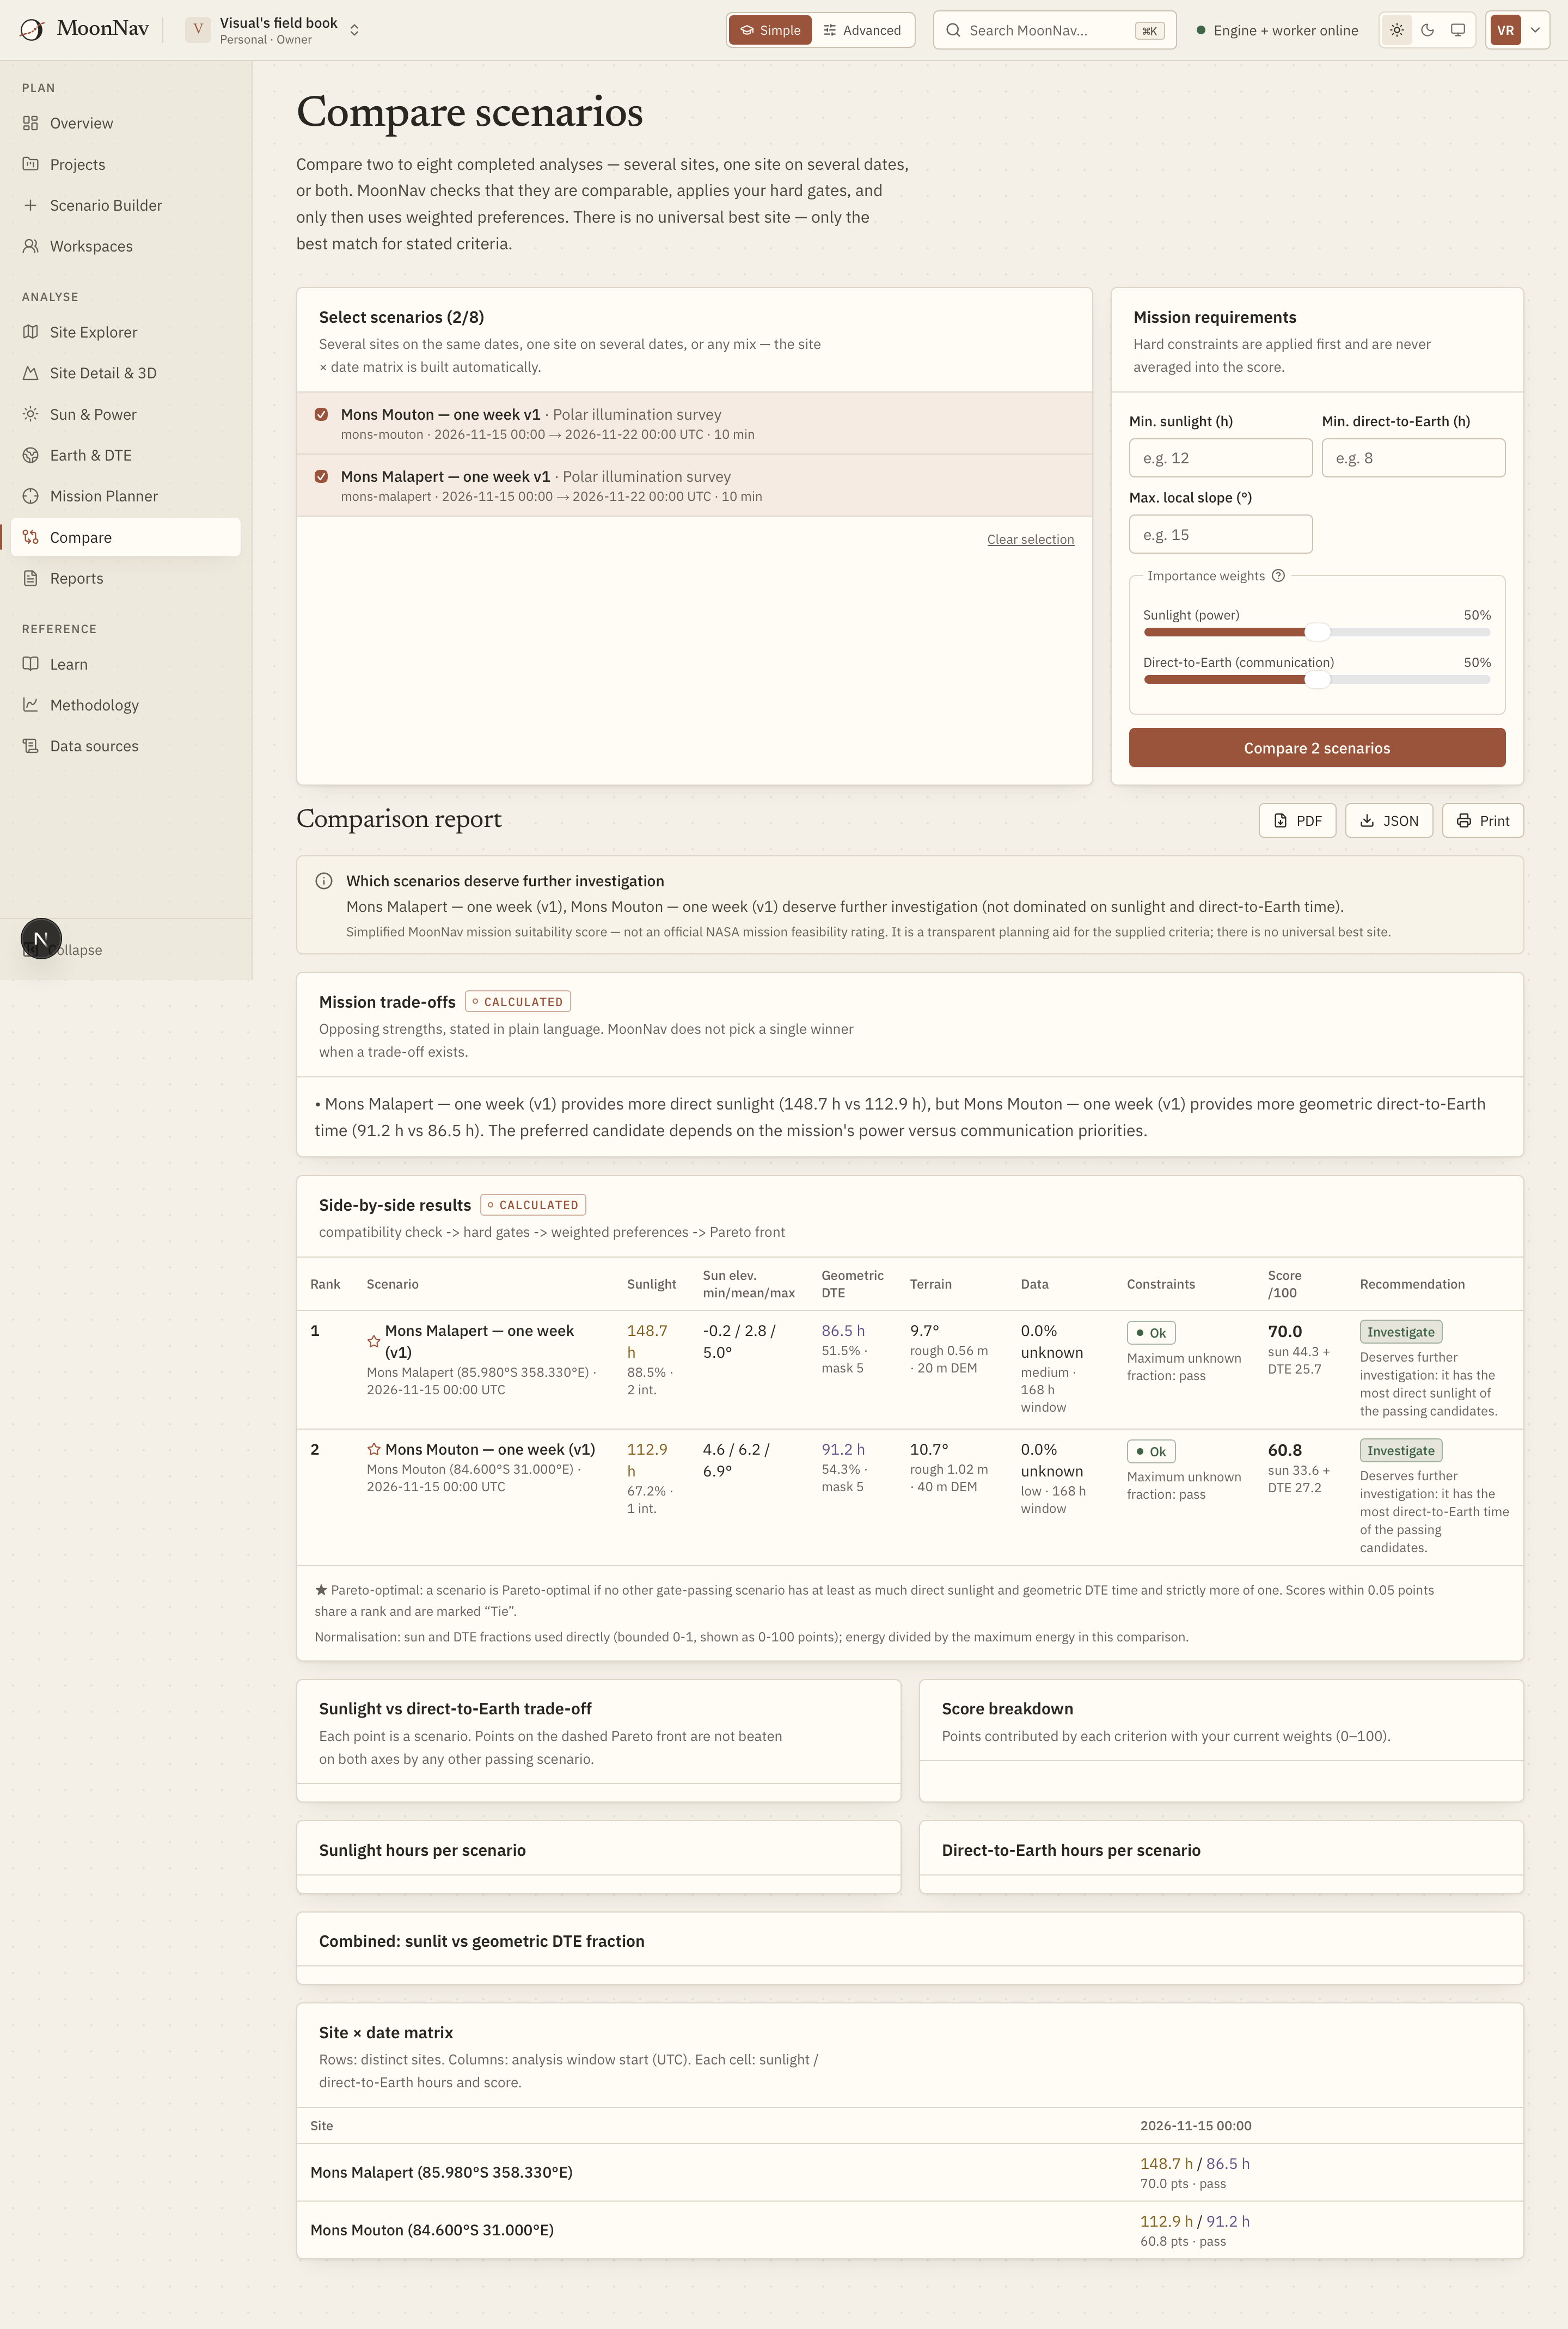 MoonNav
V
Visual's field book
Personal · Owner
Simple
Advanced
Search MoonNav...
⌘K
Engine + worker online
VR
PLAN
Overview
Projects
Scenario Builder
Workspaces
ANALYSE
Site Explorer
Site Detail & 3D
Sun & Power
Earth & DTE
Mission Planner
Compare
Reports
REFERENCE
Learn
Methodology
Data sources
N
Collapse
Compare scenarios
Compare two to eight completed analyses — several sites, one site on several dates,
or both. MoonNav checks that they are comparable, applies your hard gates, and
only then uses weighted preferences. There is no universal best site — only the
best match for stated criteria.
Select scenarios (2/8)
Several sites on the same dates, one site on several dates, or any mix — the site
× date matrix is built automatically.
Mons Mouton — one week v1 · Polar illumination survey
mons-mouton · 2026-11-15 00:00 → 2026-11-22 00:00 UTC · 10 min
Mons Malapert — one week v1 · Polar illumination survey
mons-malapert · 2026-11-15 00:00 → 2026-11-22 00:00 UTC · 10 min
Clear selection
Mission requirements
Hard constraints are applied first and are never
averaged into the score.
Min. sunlight (h)
Min. direct-to-Earth (h)
e.g. 12
e.g. 8
Max. local slope (°)
e.g. 15
Importance weights
Sunlight (power) 50%
Direct-to-Earth (communication) 50%
Compare 2 scenarios
Comparison report
PDF
JSON
Print
Which scenarios deserve further investigation
Mons Malapert — one week (v1), Mons Mouton — one week (v1) deserve further investigation (not dominated on sunlight and direct-to-Earth time).
Simplified MoonNav mission suitability score — not an official NASA mission feasibility rating. It is a transparent planning aid for the supplied criteria; there is no universal best site.
Mission trade-offs
CALCULATED
Opposing strengths, stated in plain language. MoonNav does not pick a single winner
when a trade-off exists.
• Mons Malapert — one week (v1) provides more direct sunlight (148.7 h vs 112.9 h), but Mons Mouton — one week (v1) provides more geometric direct-to-Earth
time (91.2 h vs 86.5 h). The preferred candidate depends on the mission's power versus communication priorities.
Side-by-side results
CALCULATED
compatibility check -> hard gates -> weighted preferences -> Pareto front
Rank
Scenario
Sunlight
Sun elev.
min/mean/max
Geometric
DTE
Terrain
Data
Constraints
Score
/100
Recommendation
1
Mons Malapert — one week
(v1)
Mons Malapert (85.980°S 358.330°E) ·
2026-11-15 00:00 UTC
148.7
h
88.5% ·
2 int.
-0.2 / 2.8 /
5.0°
86.5 h
51.5% ·
mask 5
9.7°
rough 0.56 m
· 20 m DEM
0.0%
unknown
medium ·
168 h
window
Ok
Maximum unknown
fraction: pass
70.0
sun 44.3 +
DTE 25.7
Investigate
Deserves further
investigation: it has the
most direct sunlight of
the passing candidates.
2
Mons Mouton — one week (v1)
Mons Mouton (84.600°S 31.000°E) ·
2026-11-15 00:00 UTC
112.9
h
67.2% ·
1 int.
4.6 / 6.2 /
6.9°
91.2 h
54.3% ·
mask 5
10.7°
rough 1.02 m
· 40 m DEM
0.0%
unknown
low · 168 h
window
Ok
Maximum unknown
fraction: pass
60.8
sun 33.6 +
DTE 27.2
Investigate
Deserves further
investigation: it has the
most direct-to-Earth time
of the passing
candidates.
★ Pareto-optimal: a scenario is Pareto-optimal if no other gate-passing scenario has at least as much direct sunlight and geometric DTE time and strictly more of one. Scores within 0.05 points
share a rank and are marked “Tie”.
Normalisation: sun and DTE fractions used directly (bounded 0-1, shown as 0-100 points); energy divided by the maximum energy in this comparison.
Sunlight vs direct-to-Earth trade-off
Each point is a scenario. Points on the dashed Pareto front are not beaten
on both axes by any other passing scenario.
Score breakdown
Points contributed by each criterion with your current weights (0–100).
Sunlight hours per scenario
Direct-to-Earth hours per scenario
Combined: sunlit vs geometric DTE fraction
Site × date matrix
Rows: distinct sites. Columns: analysis window start (UTC). Each cell: sunlight /
direct-to-Earth hours and score.
Site
2026-11-15 00:00
Mons Malapert (85.980°S 358.330°E)
148.7 h / 86.5 h
70.0 pts · pass
Mons Mouton (84.600°S 31.000°E)
112.9 h / 91.2 h
60.8 pts · pass